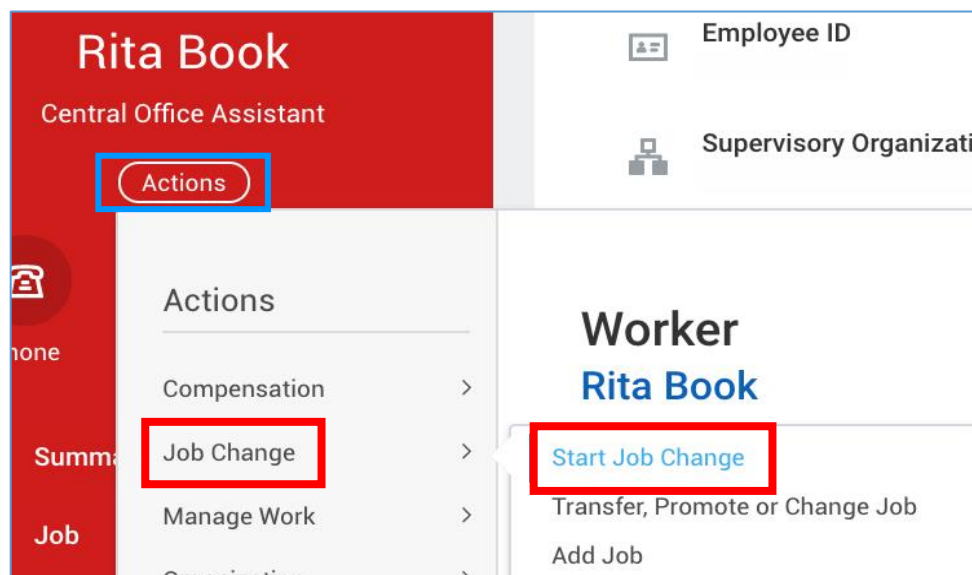 Rita Book
Central Office Assistant
Actions
Employee ID
Supervisory Organizati
hone
Summa
Job
Actions
Compensation
Job Change
Manage Work
Worker
Rita Book
Start Job Change
Transfer, Promote or Change Job
Add Job